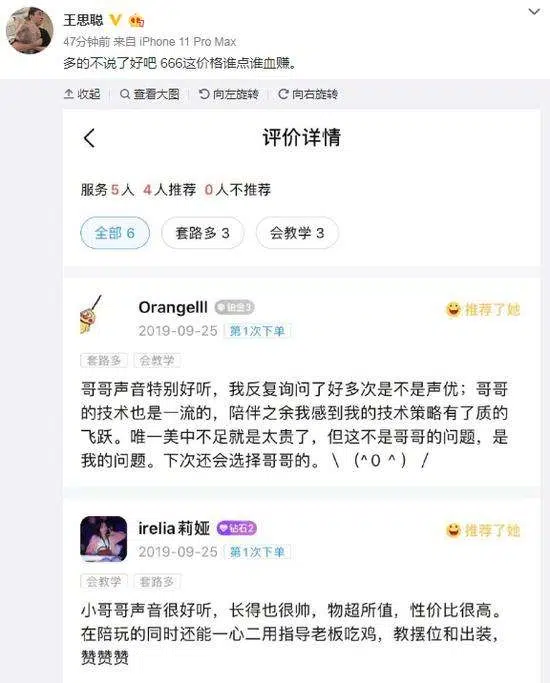 王思聪
47分钟前 来自 iPhone 11 Pro Max
多的不说了好吧 666这价格谁点谁血赚。
收起 查看大图 向左旋转 向右旋转
评价详情
服务5人 4人推荐 0人不推荐
全部 6 套路多 3 会教学 3
Orangelll 铂金3 推荐了她
2019-09-25 第1次下单
套路多 会教学
哥哥声音特别好听，我反复询问了好多次是不是声优；哥哥
的技术也是一流的，陪伴之余我感到我的技术策略有了质的
飞跃。唯一美中不足就是太贵了，但这不是哥哥的问题，是
我的问题。下次还会选择哥哥的。\ (^O^) /
irelia莉娅 钻石2 推荐了她
2019-09-25 第1次下单
会教学 套路多
小哥哥声音很好听，长得也很帅，物超所值，性价比很高。
在陪玩的同时还能一心二用指导老板吃鸡，教摆位和出装，
赞赞赞